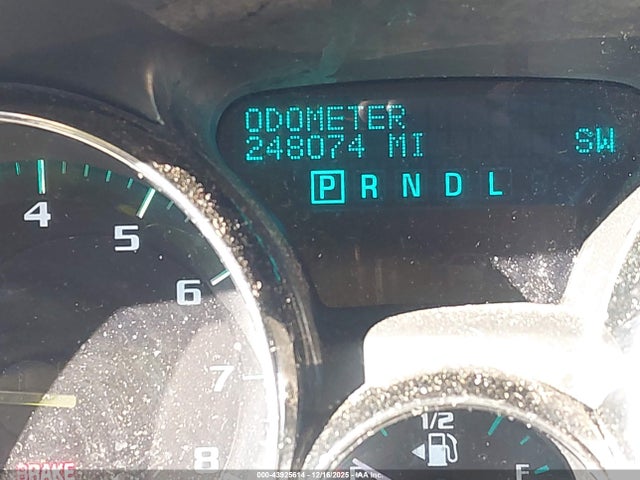 ODOMETER
248074 MI SW
P R N D L
4
5
6
7
8
1/2
F
BRAKE
000-43925614 - 12/16/2025 - IAA Inc.